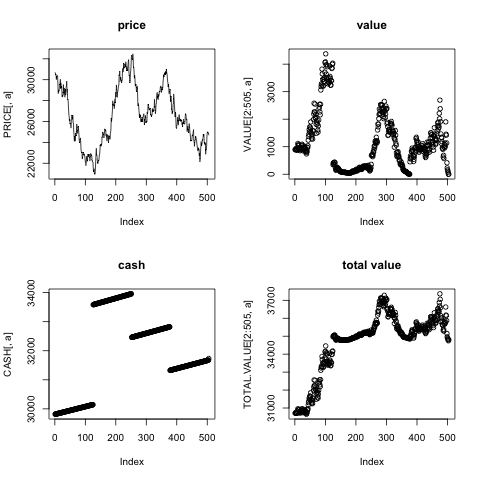 price
PRICE[, a]
22000 26000 30000
0 100 200 300 400 500
Index
value
VALUE[2:505, a]
0 1000 3000
0 100 200 300 400 500
Index
cash
CASH[, a]
30000 32000 34000
0 100 200 300 400 500
Index
total value
TOTAL.VALUE[2:505, a]
31000 34000 37000
0 100 200 300 400 500
Index